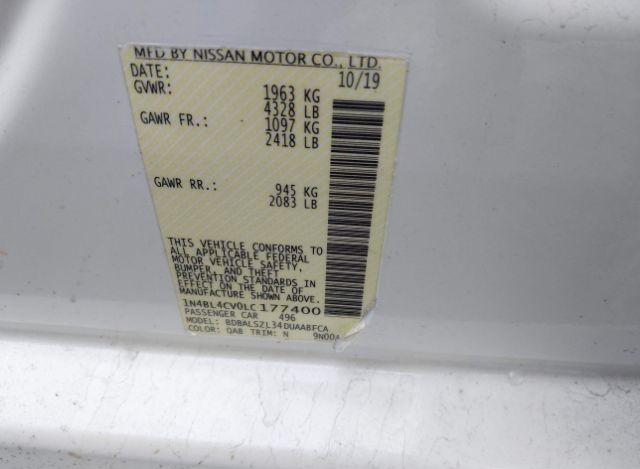 MFD BY NISSAN MOTOR CO., LTD.
DATE: 10/19
GVWR: 1963 KG
4328 LB
GAWR FR.: 1097 KG
2418 LB
GAWR RR.: 945 KG
2083 LB
THIS VEHICLE CONFORMS TO
ALL APPLICABLE FEDERAL
MOTOR VEHICLE SAFETY,
BUMPER, AND THEFT
PREVENTION STANDARDS IN
EFFECT ON THE DATE OF
MANUFACTURE SHOWN ABOVE.
1N4BL4CV0LC177400
PASSENGER CAR 496
MODEL: BDBALSZL34DUAABFCA
COLOR: QAB TRIM: N 9N00A